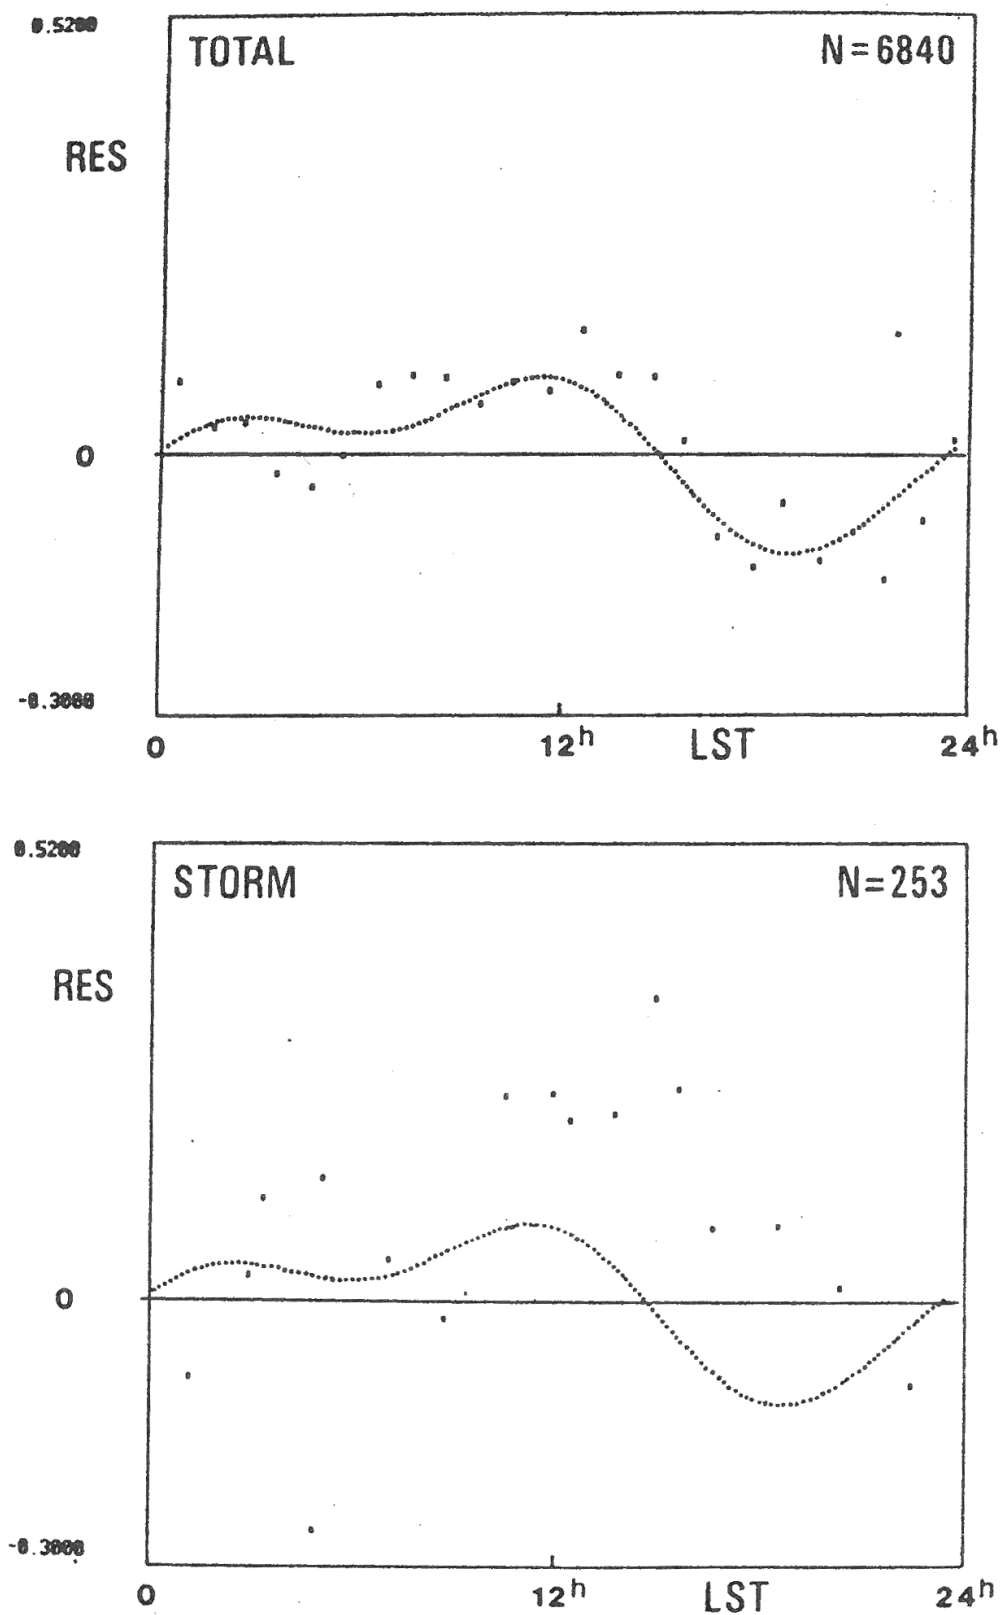 0.5200
TOTAL N=6840
RES
0
-0.3000
0 12h LST 24h
0.5200
STORM N=253
RES
0
-0.3000
0 12h LST 24h